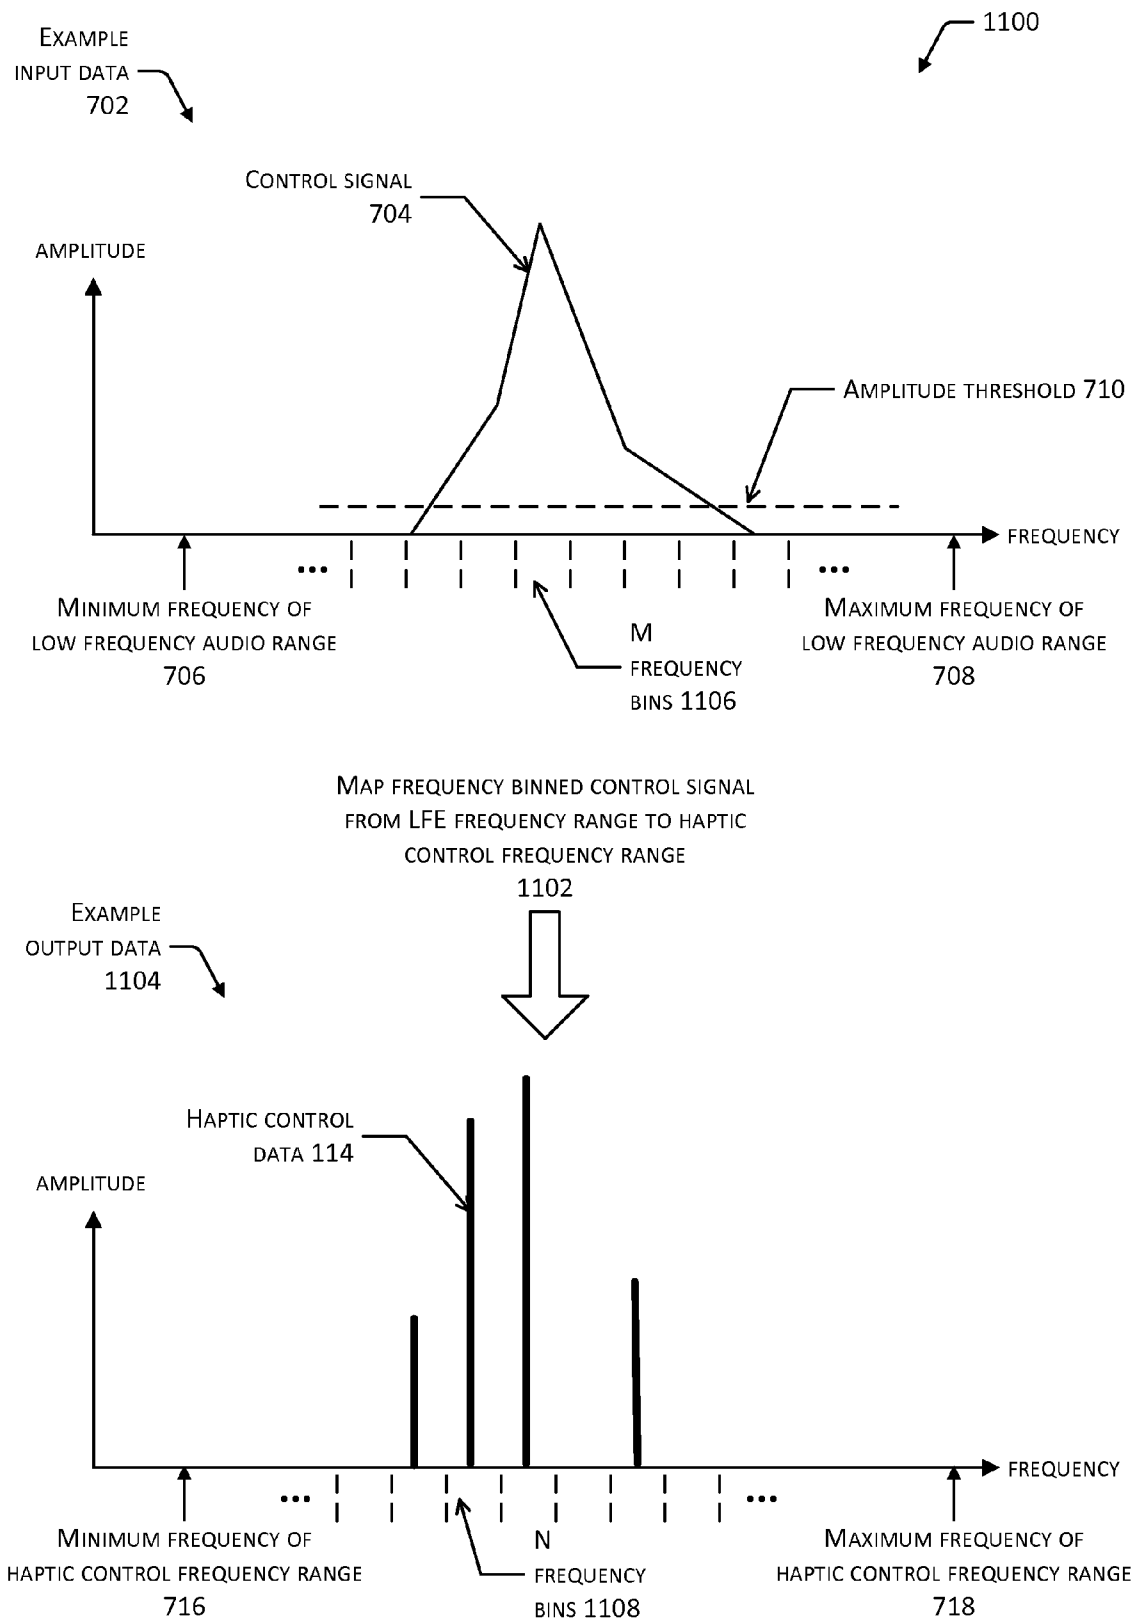 1100
Example
input data
702
Control signal
704
amplitude
Amplitude threshold 710
frequency
...
...
Minimum frequency of
low frequency audio range
706
M
frequency
bins 1106
Maximum frequency of
low frequency audio range
708
Map frequency binned control signal
from LFE frequency range to haptic
control frequency range
1102
Example
output data
1104
Haptic control
data 114
amplitude
frequency
...
...
Minimum frequency of
haptic control frequency range
716
N
frequency
bins 1108
Maximum frequency of
haptic control frequency range
718